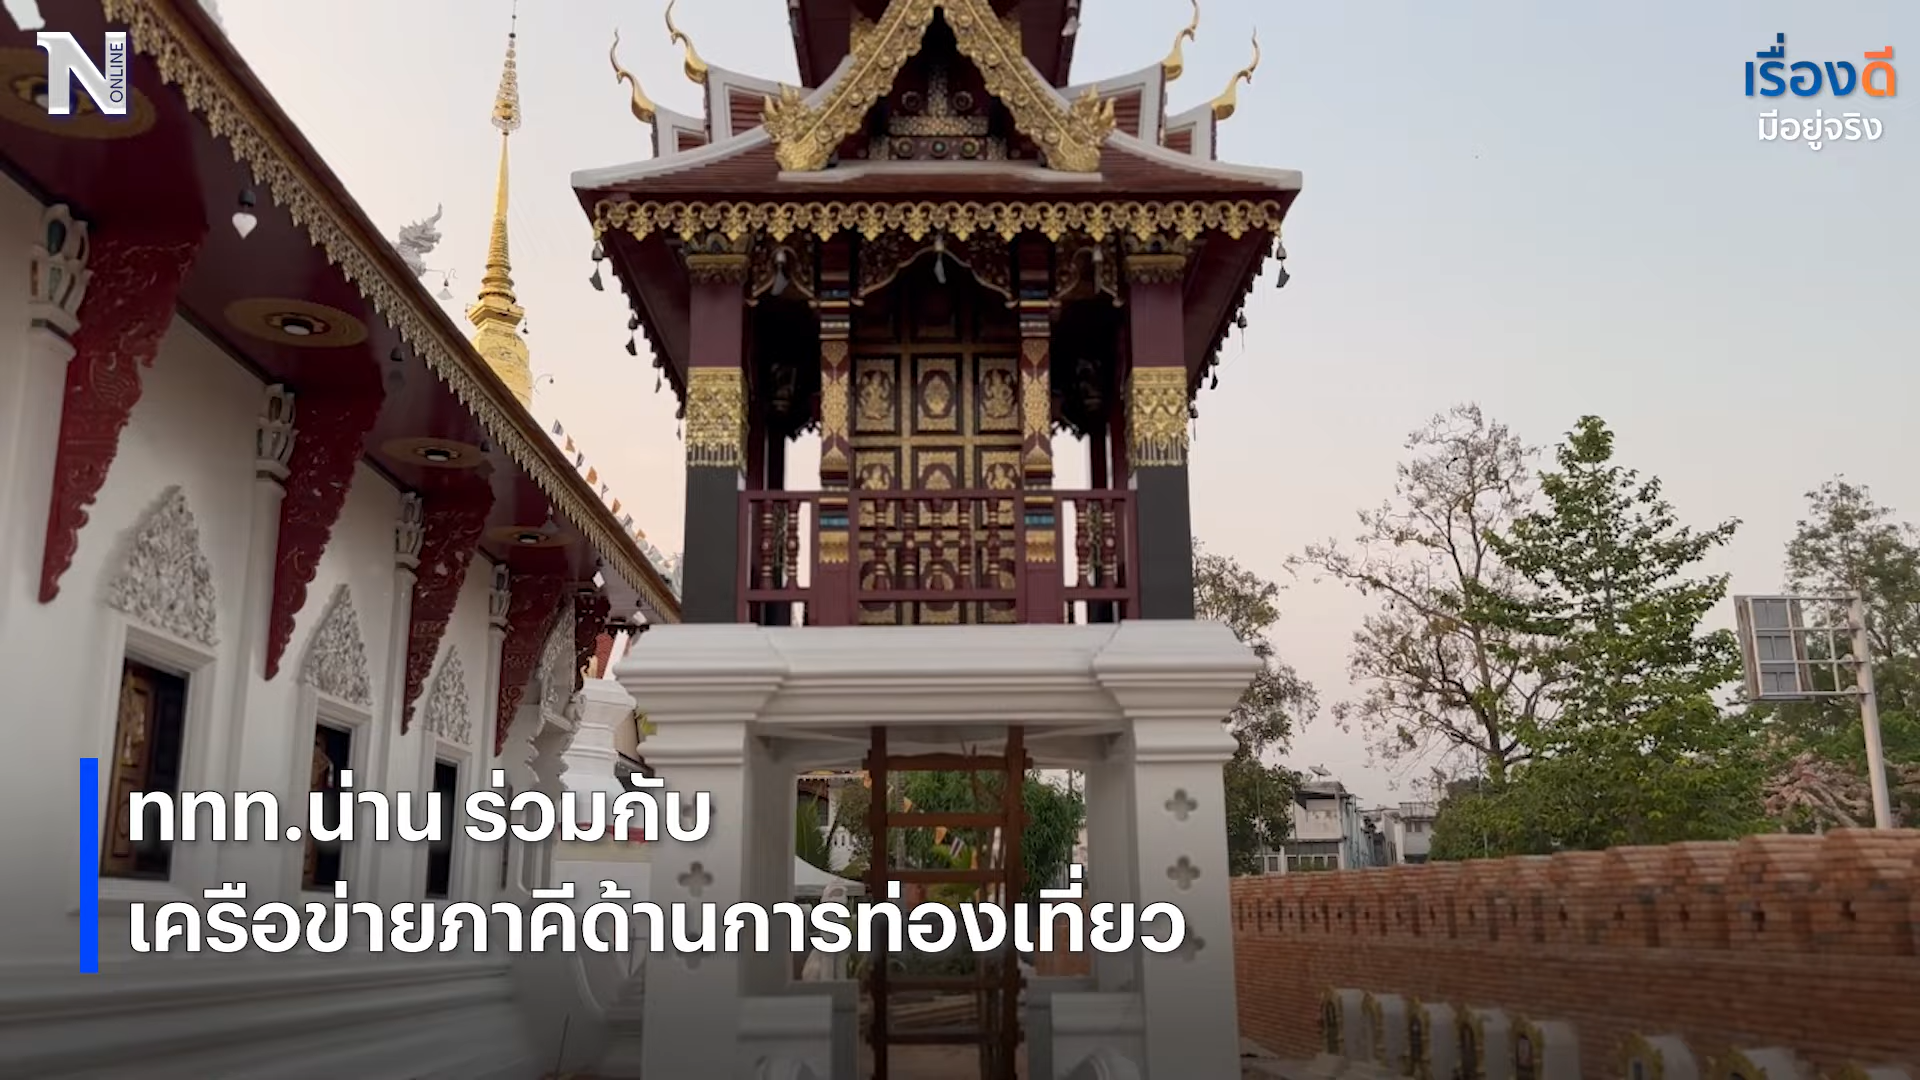 N ONLINE
เรื่องดี
มีอยู่จริง
ททท.น่าน ร่วมกับ
เครือข่ายภาคีด้านการท่องเที่ยว